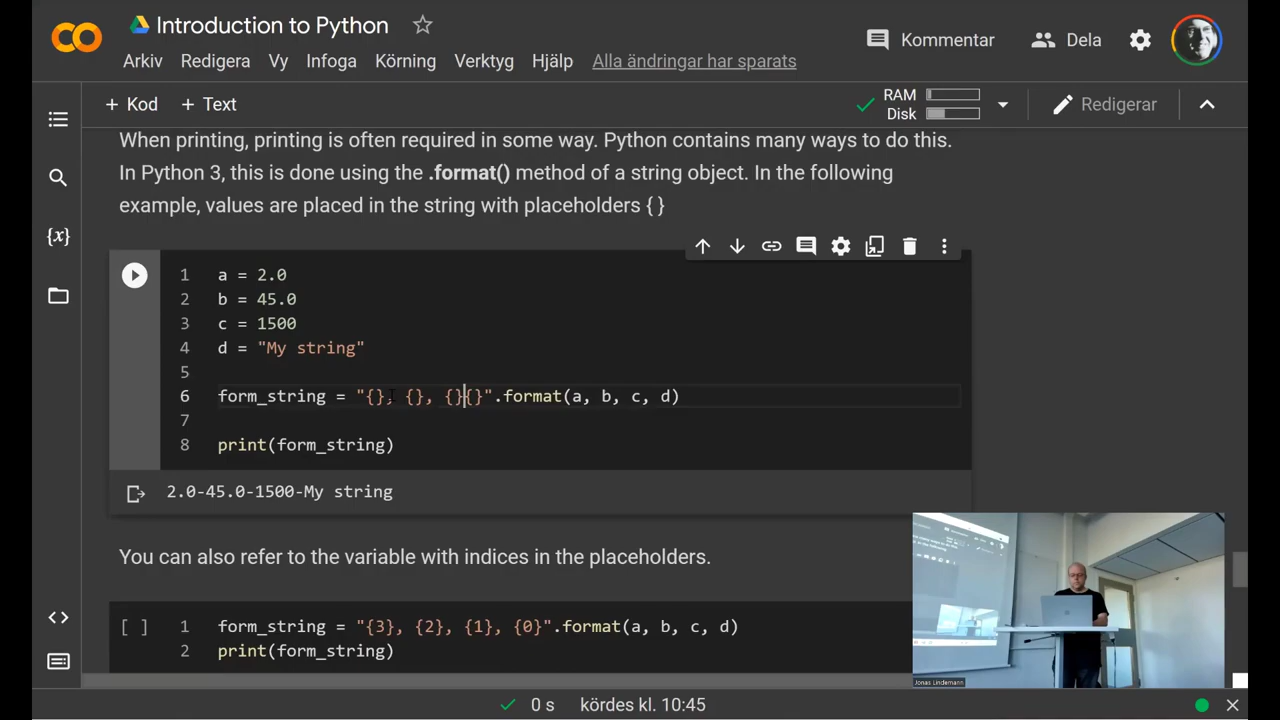 Introduction to Python
Kommentar
Dela
Arkiv Redigera Vy Infoga Körning Verktyg Hjälp Alla ändringar har sparats
+ Kod + Text
RAM
Disk
Redigerar
When printing, printing is often required in some way. Python contains many ways to do this.
In Python 3, this is done using the .format() method of a string object. In the following
example, values are placed in the string with placeholders { }
{x}
1 a = 2.0
2 b = 45.0
3 c = 1500
4 d = "My string"
5
6 form_string = "{}, {}, {}{}".format(a, b, c, d)
7
8 print(form_string)
2.0-45.0-1500-My string
You can also refer to the variable with indices in the placeholders.
[ ] 1 form_string = "{3}, {2}, {1}, {0}".format(a, b, c, d)
2 print(form_string)
Jonas Lindemann
0 s kördes kl. 10:45